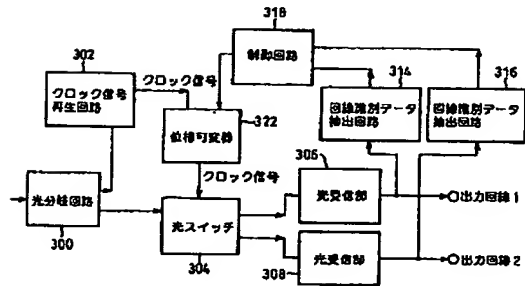 318
制御回路
302
クロック信号
再生回路
クロック信号
314
316
回線識別データ
抽出回路
回線識別データ
抽出回路
位相可変器
322
クロック信号
306
光受信部
出力回線1
光分岐回路
300
光スイッチ
304
光受信部
308
出力回線2